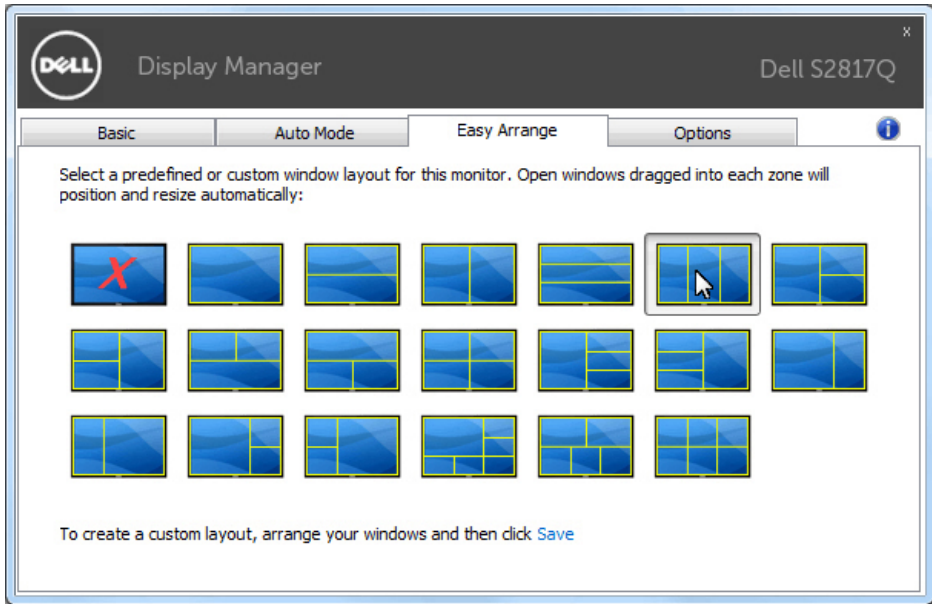 x
DELL
Display Manager
Dell S2817Q
Basic
Auto Mode
Easy Arrange
Options
i
Select a predefined or custom window layout for this monitor. Open windows dragged into each zone will
position and resize automatically:
X
To create a custom layout, arrange your windows and then click Save